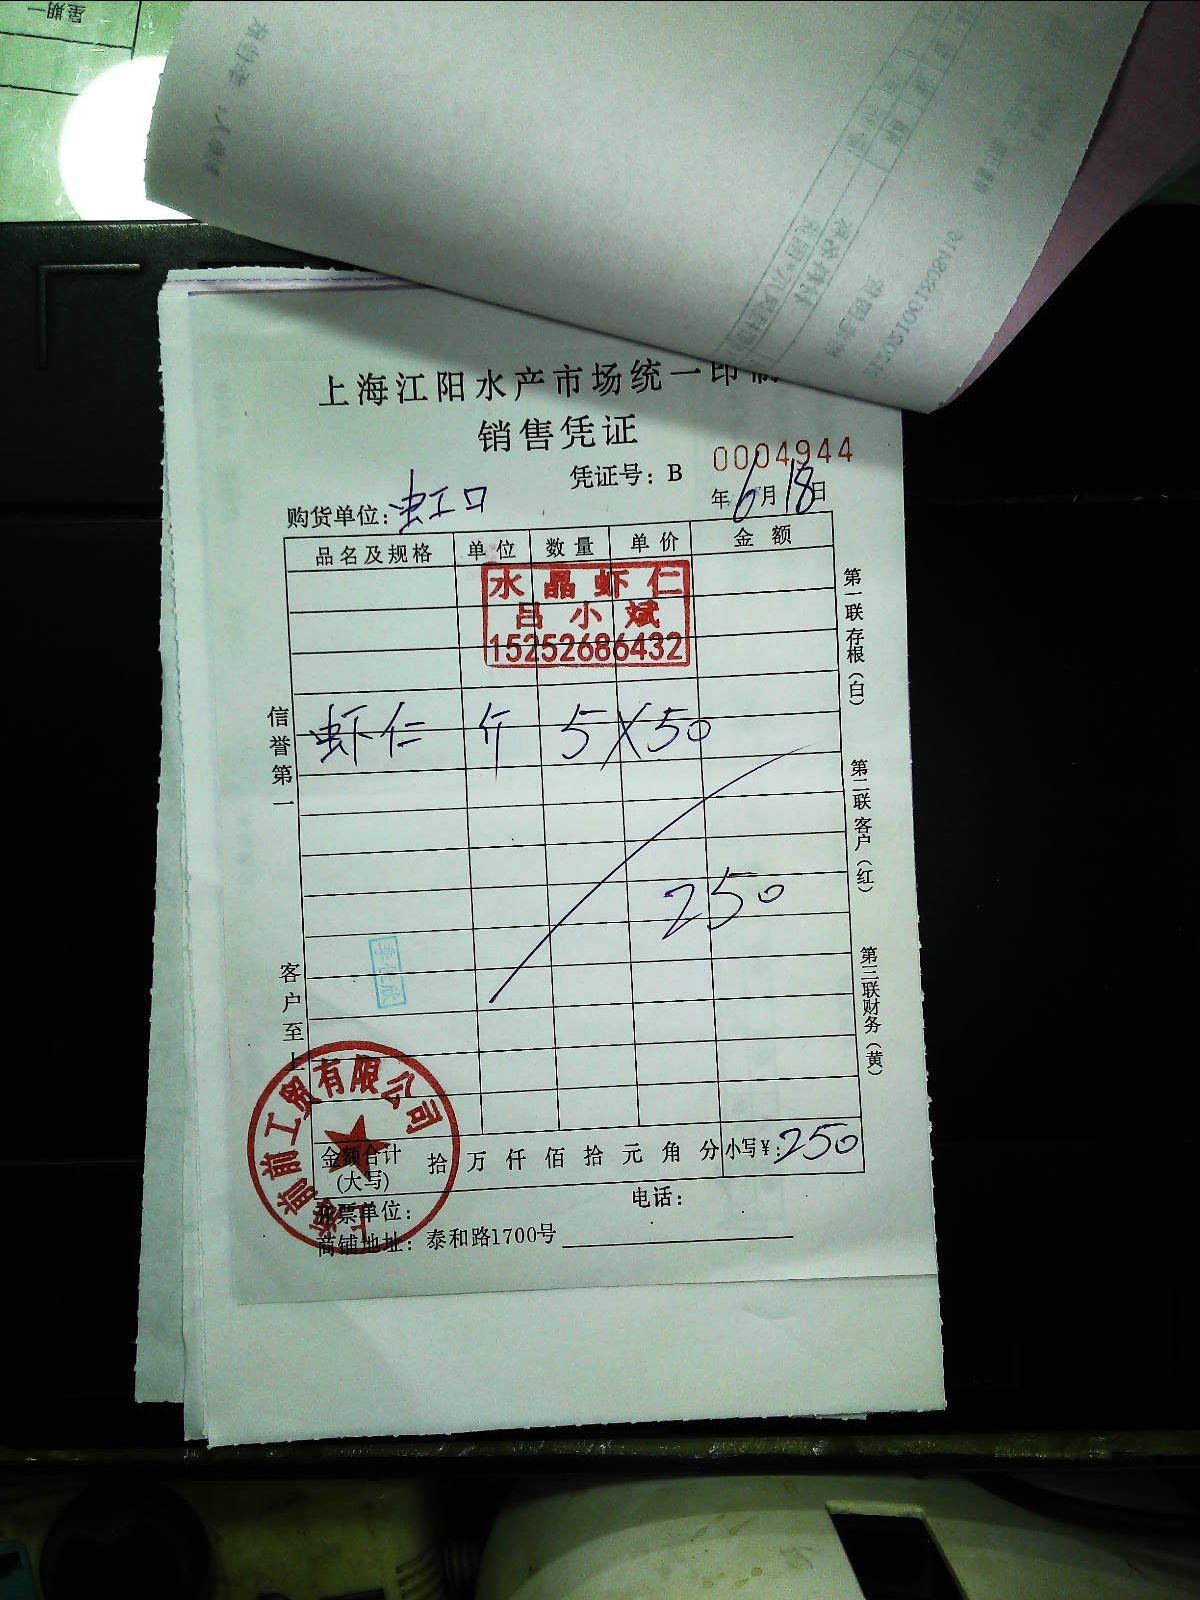 星期一
上海江阳水产市场统一印制
销售凭证
凭证号：B 0004944
购货单位：虹口 年6月18日
品名及规格 单位 数量 单价 金额
水晶虾仁
吕小斌
15252686432
虾仁 斤 5×50
250
金额合计(大写) 拾万仟佰拾元角分 小写¥：250
开票单位： 电话：
商铺地址：泰和路1700号
信誉第一
客户至上
第一联存根（白）
第二联客户（红）
第三联财务（黄）
工贸有限公司